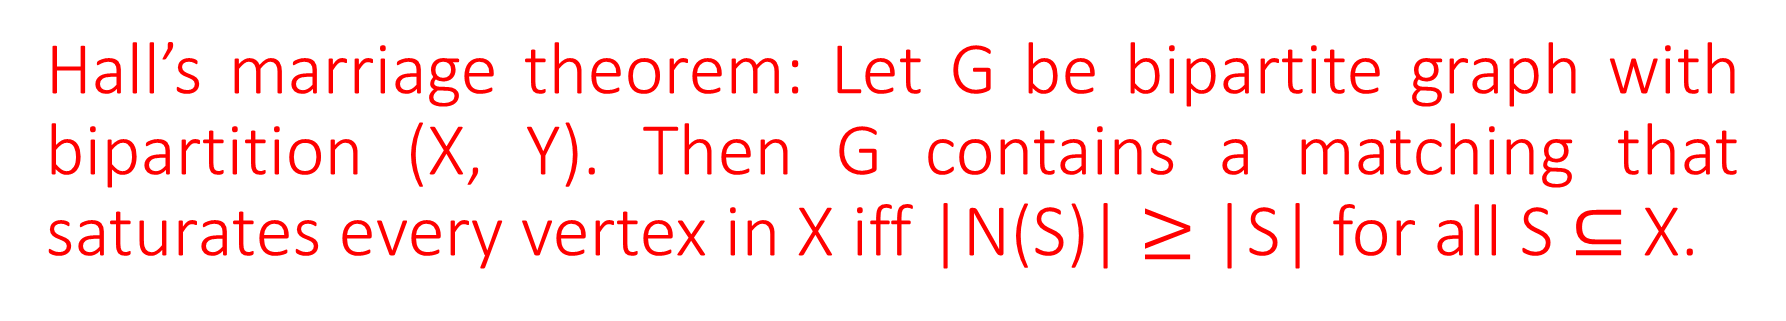 Hall’s marriage theorem: Let G be bipartite graph with
bipartition (X, Y). Then G contains a matching that
saturates every vertex in X iff |N(S)| ≥ |S| for all S ⊆ X.